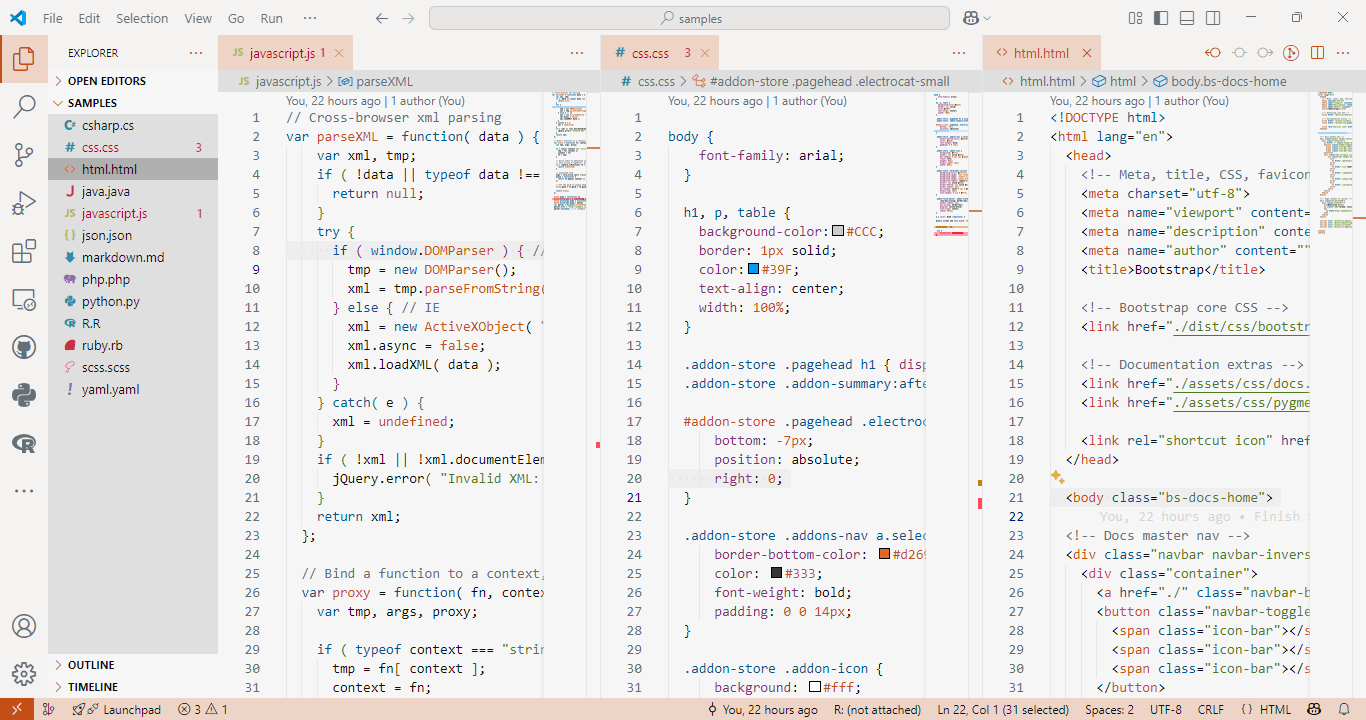 File Edit Selection View Go Run ··· samples
EXPLORER ···
OPEN EDITORS
SAMPLES
csharp.cs
css.css 3
html.html
java.java
javascript.js 1
json.json
markdown.md
php.php
python.py
R.R
ruby.rb
scss.scss
yaml.yaml
OUTLINE
TIMELINE
javascript.js 1
javascript.js > parseXML
You, 22 hours ago | 1 author (You)
1 // Cross-browser xml parsing
2 var parseXML = function( data ) {
3 var xml, tmp;
4 if ( !data || typeof data !==
5 return null;
6 }
7 try {
8 if ( window.DOMParser ) { //
9 tmp = new DOMParser();
10 xml = tmp.parseFromString(
11 } else { // IE
12 xml = new ActiveXObject( "
13 xml.async = false;
14 xml.loadXML( data );
15 }
16 } catch( e ) {
17 xml = undefined;
18 }
19 if ( !xml || !xml.documentElem
20 jQuery.error( "Invalid XML:
21 }
22 return xml;
23 };
24
25 // Bind a function to a context,
26 var proxy = function( fn, contex
27 var tmp, args, proxy;
28
29 if ( typeof context === "strin
30 tmp = fn[ context ];
31 context = fn;
css.css 3
css.css > #addon-store .pagehead .electrocat-small
You, 22 hours ago | 1 author (You)
1
2 body {
3 font-family: arial;
4 }
5
6 h1, p, table {
7 background-color: #CCC;
8 border: 1px solid;
9 color: #39F;
10 text-align: center;
11 width: 100%;
12 }
13
14 .addon-store .pagehead h1 { disp
15 .addon-store .addon-summary:afte
16
17 #addon-store .pagehead .electroc
18 bottom: -7px;
19 position: absolute;
20 right: 0;
21 }
22
23 .addon-store .addons-nav a.selec
24 border-bottom-color: #d269
25 color: #333;
26 font-weight: bold;
27 padding: 0 0 14px;
28 }
29
30 .addon-store .addon-icon {
31 background: #fff;
html.html
html.html > html > body.bs-docs-home
You, 22 hours ago | 1 author (You)
1 <!DOCTYPE html>
2 <html lang="en">
3 <head>
4 <!-- Meta, title, CSS, favicon
5 <meta charset="utf-8">
6 <meta name="viewport" content=
7 <meta name="description" conte
8 <meta name="author" content=""
9 <title>Bootstrap</title>
10
11 <!-- Bootstrap core CSS -->
12 <link href="./dist/css/bootstr
13
14 <!-- Documentation extras -->
15 <link href="./assets/css/docs.
16 <link href="./assets/css/pygme
17
18 <link rel="shortcut icon" href
19 </head>
20
21 <body class="bs-docs-home">
22 You, 22 hours ago • Finish
23 <!-- Docs master nav -->
24 <div class="navbar navbar-invers
25 <div class="container">
26 <a href="./" class="navbar-b
27 <button class="navbar-toggle
28 <span class="icon-bar"></s
29 <span class="icon-bar"></s
30 <span class="icon-bar"></s
31 </button>
Launchpad 3 1 You, 22 hours ago R: (not attached) Ln 22, Col 1 (31 selected) Spaces: 2 UTF-8 CRLF {} HTML